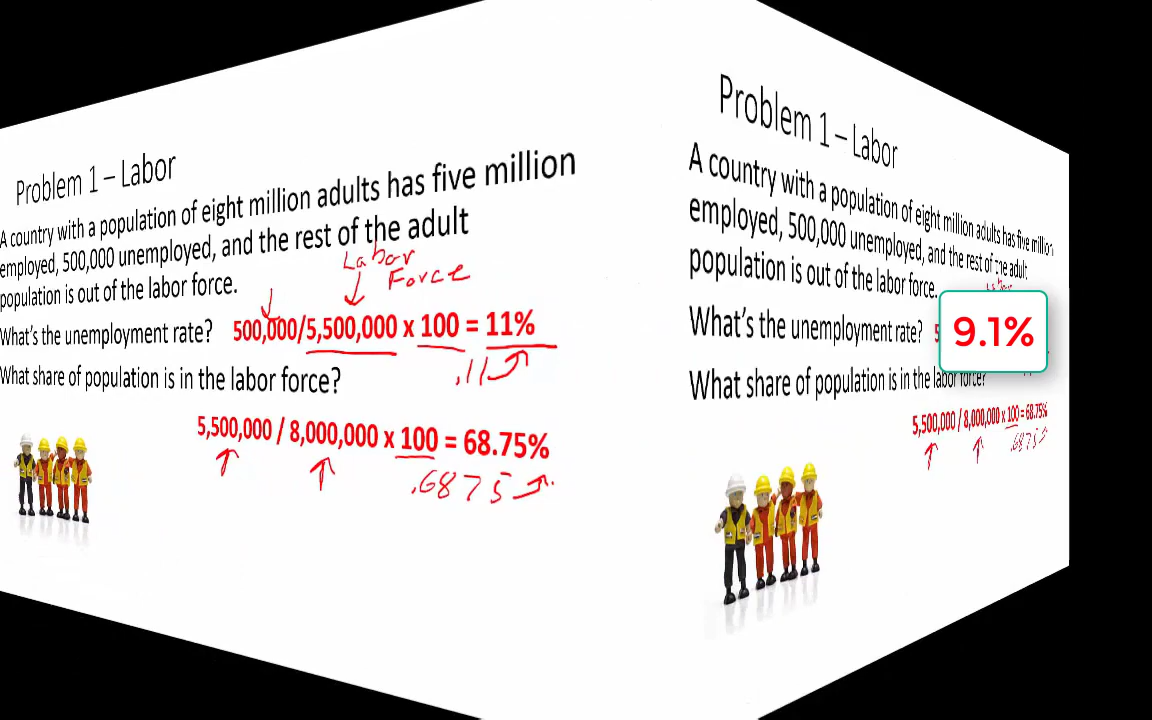 Problem 1 – Labor
A country with a population of eight million adults has five million
employed, 500,000 unemployed, and the rest of the adult
population is out of the labor force.
Labor
Force
What's the unemployment rate? 500,000/5,500,000 x 100 = 11%
.11
What share of population is in the labor force?
5,500,000 / 8,000,000 x 100 = 68.75%
.6875
Problem 1 – Labor
A country with a population of eight million adults has five million
employed, 500,000 unemployed, and the rest of the adult
population is out of the labor force.
What's the unemployment rate? 5
9.1%
What share of population is in the labor force?
5,500,000 / 8,000,000 x 100 = 68.75%
.6875